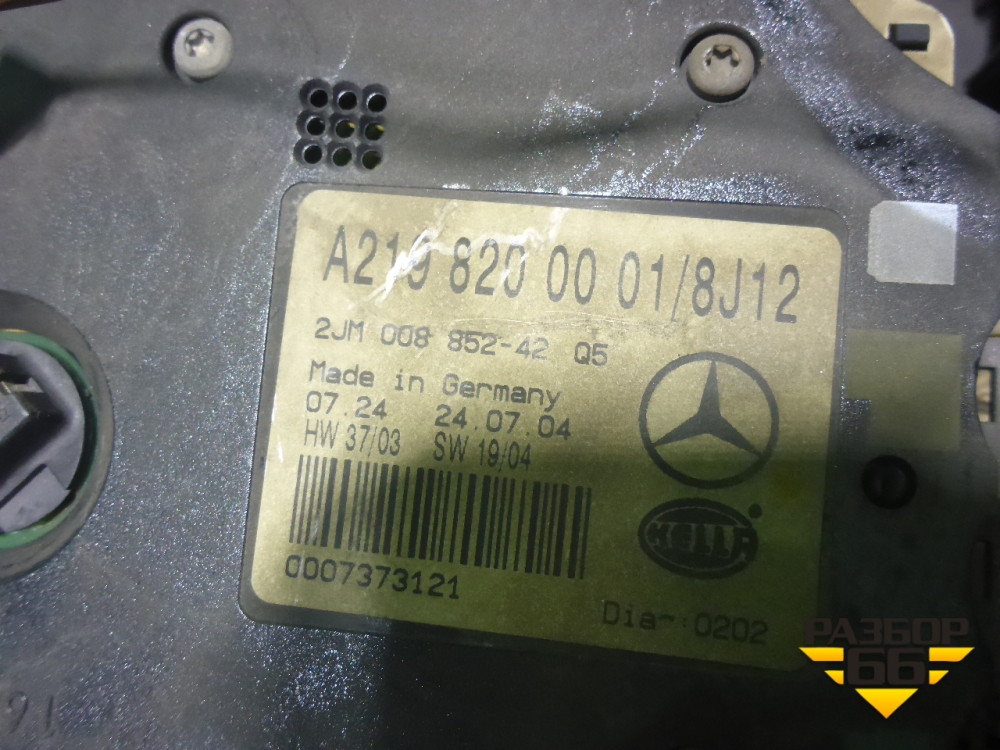 A219 820 00 01/8J12
2JM 008 852-42 Q5
Made in Germany
07.24 24.07.04
HW 37/03 SW 19/04
HELLA
0007373121
Dia 0202
РАЗБОР
66